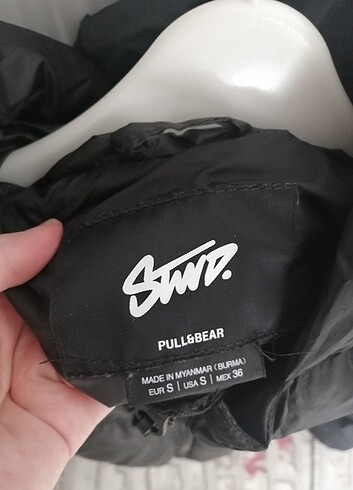 STWD.
PULL&BEAR
MADE IN MYANMAR (BURMA)
EUR S | USA S | MEX 36